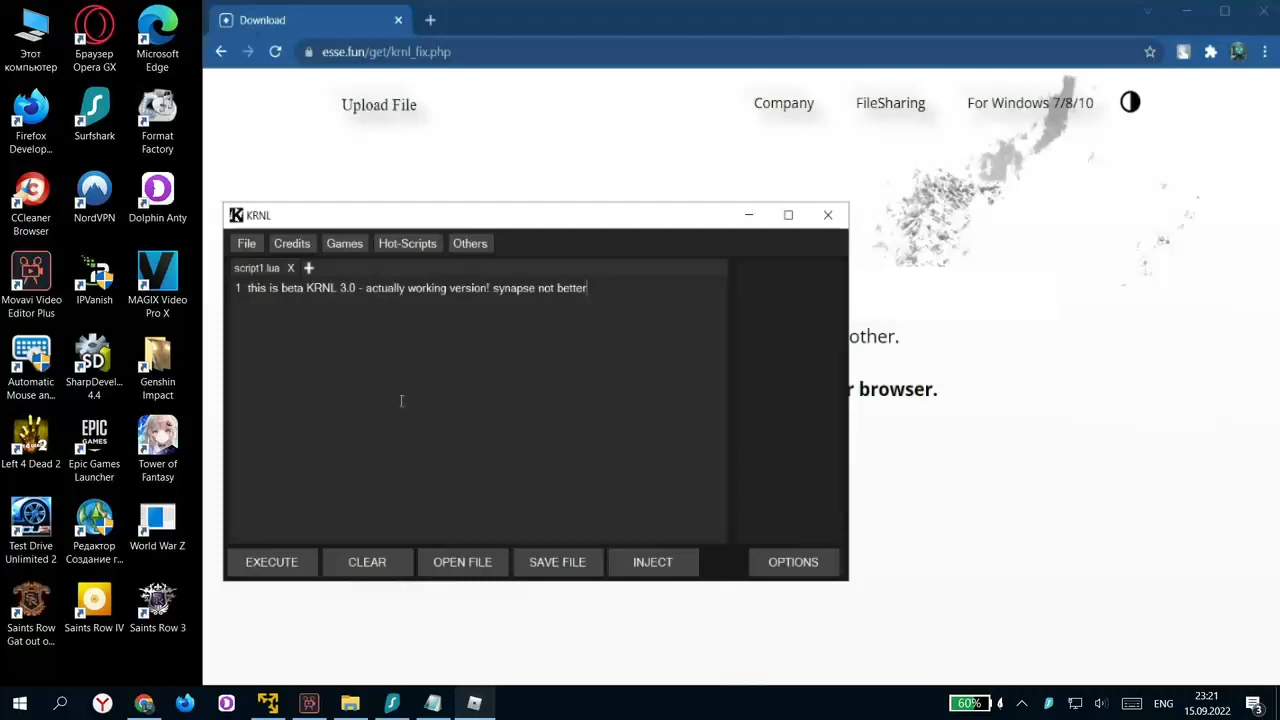 Download
esse.fun/get/krnl_fix.php
Upload File
Company
FileSharing
For Windows 7/8/10
KRNL
File
Credits
Games
Hot-Scripts
Others
script1 lua X
1 this is beta KRNL 3.0 - actually working version! synapse not better
other.
r browser.
EXECUTE
CLEAR
OPEN FILE
SAVE FILE
INJECT
OPTIONS
Этот
компьютер
Браузер
Opera GX
Microsoft
Edge
Firefox
Develop...
Surfshark
Format
Factory
CCleaner
Browser
NordVPN
Dolphin Anty
Movavi Video
Editor Plus
IPVanish
MAGIX Video
Pro X
Automatic
Mouse an...
SharpDevel...
4.4
Genshin
Impact
Left 4 Dead 2
Epic Games
Launcher
Tower of
Fantasy
Test Drive
Unlimited 2
Редактор
Создание г...
World War Z
Saints Row
Gat out o...
Saints Row IV
Saints Row 3
60%
ENG
23:21
15.09.2022
3